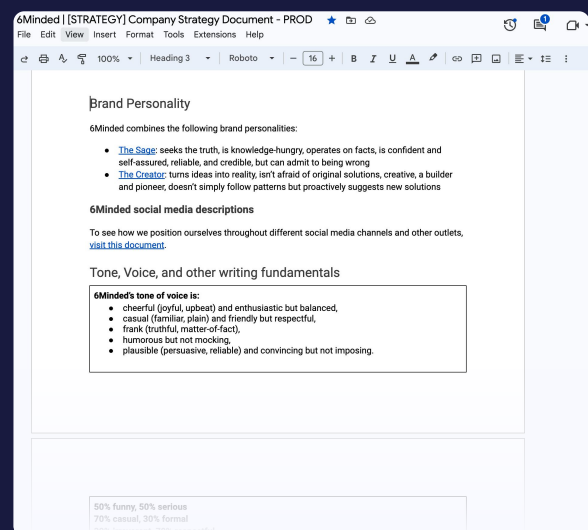 6Minded | [STRATEGY] Company Strategy Document - PROD
File Edit View Insert Format Tools Extensions Help
1
100% Heading 3 Roboto − 16 + B I U A
Brand Personality
6Minded combines the following brand personalities:
● The Sage: seeks the truth, is knowledge-hungry, operates on facts, is confident and
self-assured, reliable, and credible, but can admit to being wrong
● The Creator: turns ideas into reality, isn't afraid of original solutions, creative, a builder
and pioneer, doesn't simply follow patterns but proactively suggests new solutions
6Minded social media descriptions
To see how we position ourselves throughout different social media channels and other outlets,
visit this document.
Tone, Voice, and other writing fundamentals
6Minded's tone of voice is:
● cheerful (joyful, upbeat) and enthusiastic but balanced,
● casual (familiar, plain) and friendly but respectful,
● frank (truthful, matter-of-fact),
● humorous but not mocking,
● plausible (persuasive, reliable) and convincing but not imposing.
50% funny, 50% serious
70% casual, 30% formal